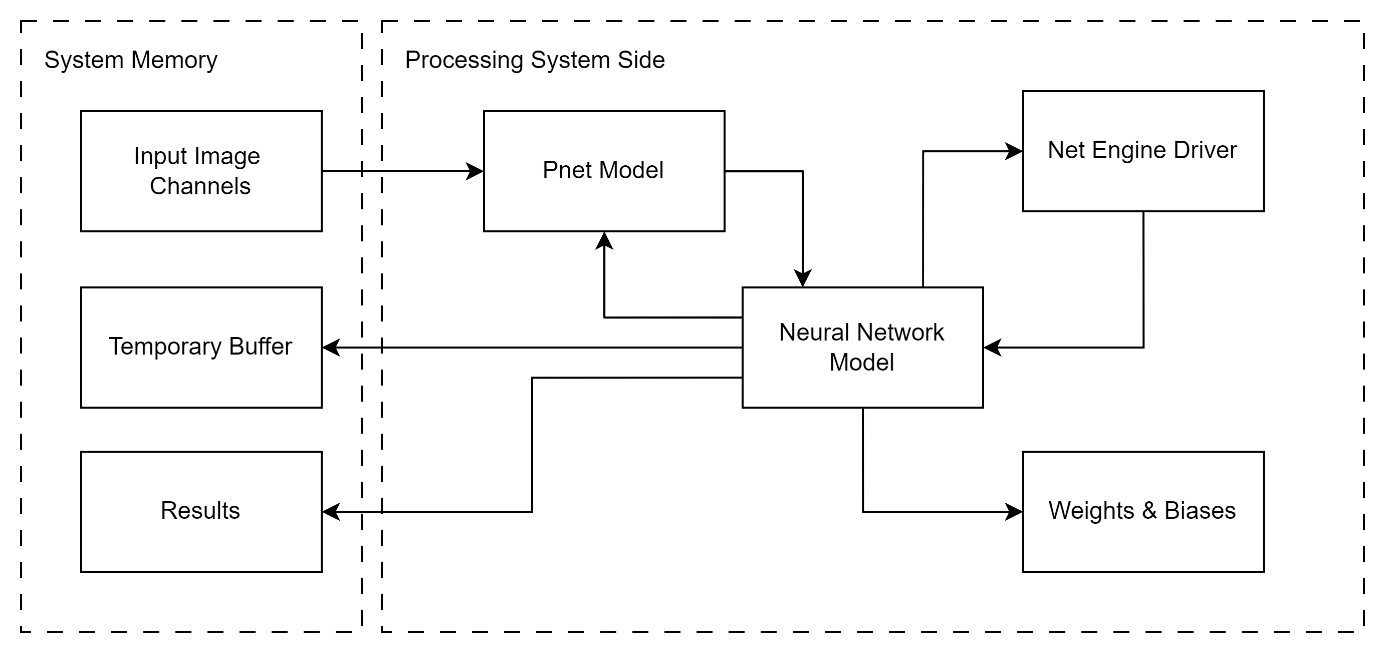 System Memory
Processing System Side
Input Image
Channels
Pnet Model
Net Engine Driver
Temporary Buffer
Neural Network
Model
Results
Weights & Biases